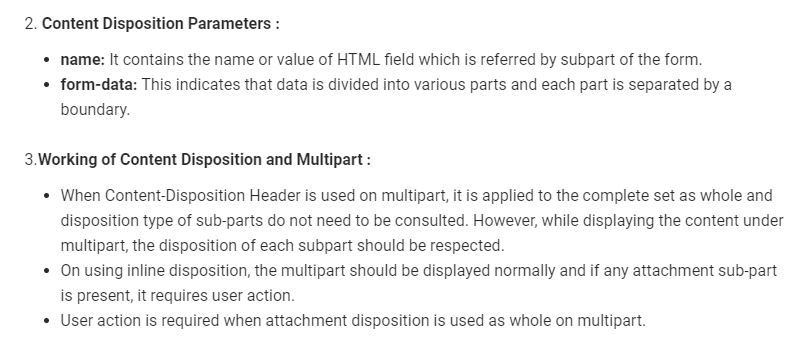 2. Content Disposition Parameters :
• name: It contains the name or value of HTML field which is referred by subpart of the form.
• form-data: This indicates that data is divided into various parts and each part is separated by a
boundary.
3.Working of Content Disposition and Multipart :
• When Content-Disposition Header is used on multipart, it is applied to the complete set as whole and
disposition type of sub-parts do not need to be consulted. However, while displaying the content under
multipart, the disposition of each subpart should be respected.
• On using inline disposition, the multipart should be displayed normally and if any attachment sub-part
is present, it requires user action.
• User action is required when attachment disposition is used as whole on multipart.